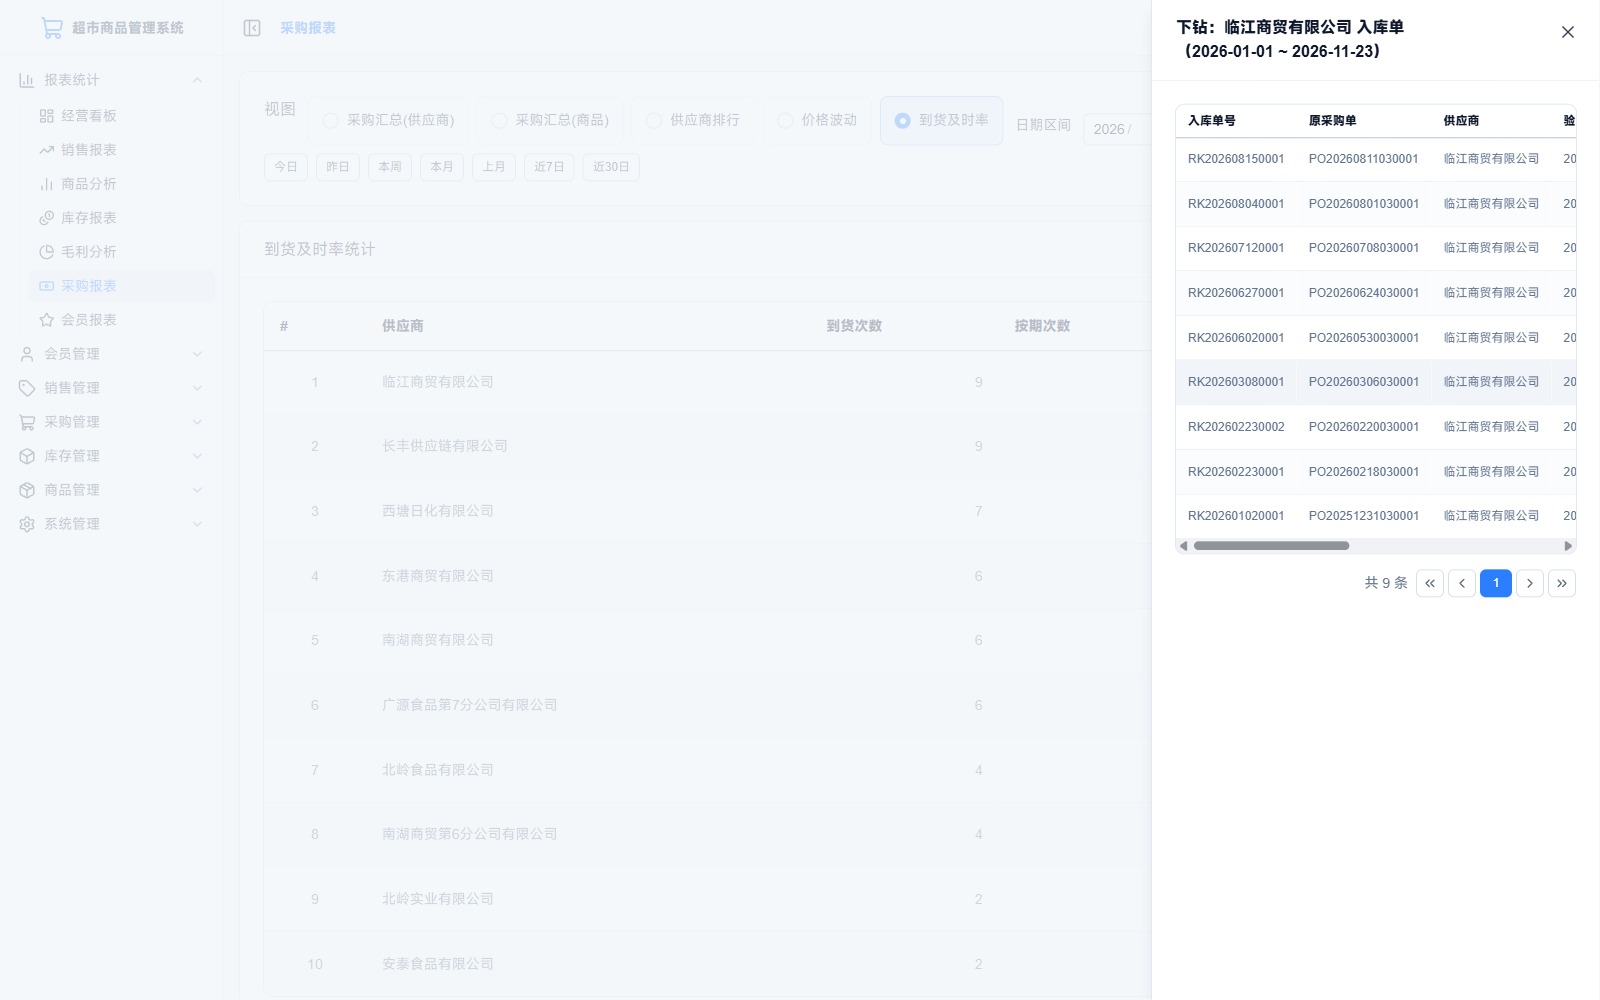 超市商品管理系统
报表统计
经营看板
销售报表
商品分析
库存报表
毛利分析
采购报表
会员报表
会员管理
销售管理
采购管理
库存管理
商品管理
系统管理
采购报表
视图 采购汇总(供应商) 采购汇总(商品) 供应商排行 价格波动 到货及时率 日期区间 2026 /
今日 昨日 本周 本月 上月 近7日 近30日
到货及时率统计
# 供应商 到货次数 按期次数
1 临江商贸有限公司 9
2 长丰供应链有限公司 9
3 西塘日化有限公司 7
4 东港商贸有限公司 6
5 南湖商贸有限公司 6
6 广源食品第7分公司有限公司 6
7 北岭食品有限公司 4
8 南湖商贸第6分公司有限公司 4
9 北岭实业有限公司 2
10 安泰食品有限公司 2
下钻：临江商贸有限公司 入库单
（2026-01-01 ~ 2026-11-23）
入库单号 原采购单 供应商 验
RK202608150001 PO20260811030001 临江商贸有限公司 20
RK202608040001 PO20260801030001 临江商贸有限公司 20
RK202607120001 PO20260708030001 临江商贸有限公司 20
RK202606270001 PO20260624030001 临江商贸有限公司 20
RK202606020001 PO20260530030001 临江商贸有限公司 20
RK202603080001 PO20260306030001 临江商贸有限公司 20
RK202602230002 PO20260220030001 临江商贸有限公司 20
RK202602230001 PO20260218030001 临江商贸有限公司 20
RK202601020001 PO20251231030001 临江商贸有限公司 20
共 9 条 1